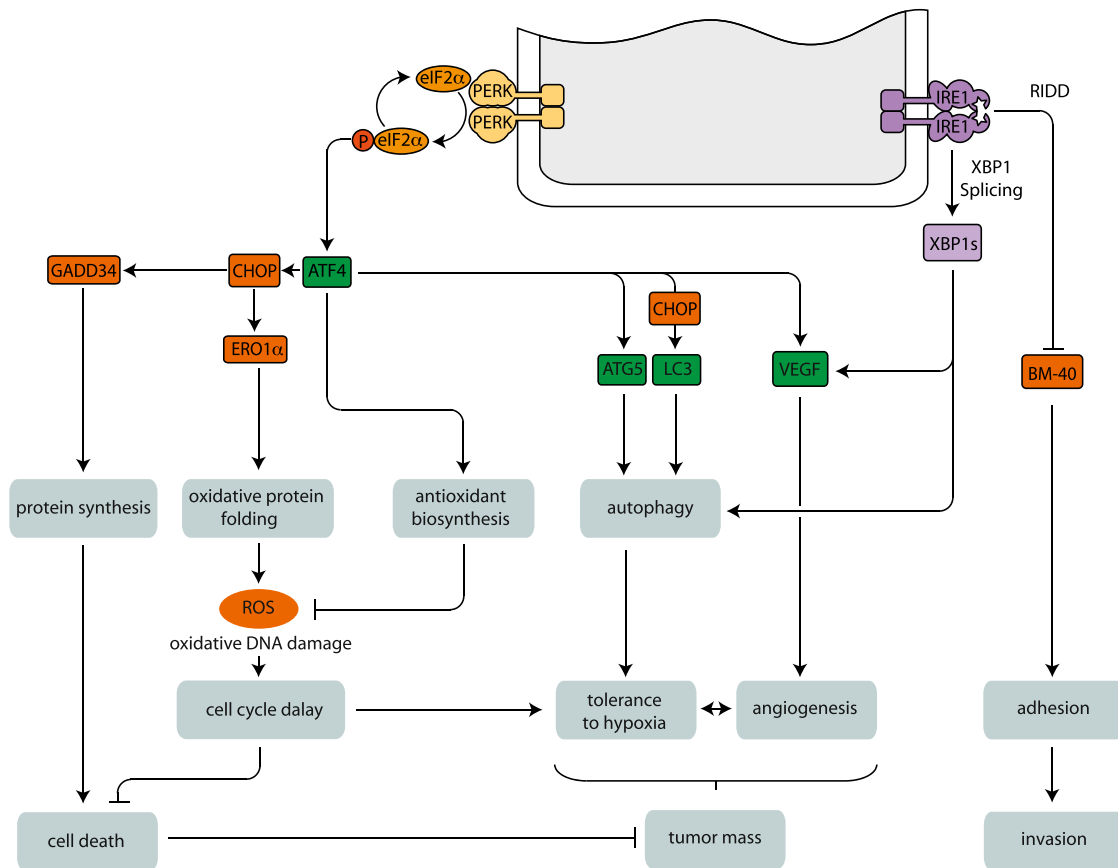 eIF2α
PERK
PERK
P
eIF2α
IRE1
IRE1
RIDD
XBP1
Splicing
XBP1s
GADD34
CHOP
ATF4
CHOP
ERO1α
ATG5
LC3
VEGF
BM-40
protein synthesis
oxidative protein
folding
antioxidant
biosynthesis
autophagy
ROS
oxidative DNA damage
cell cycle dalay
tolerance
to hypoxia
angiogenesis
adhesion
cell death
tumor mass
invasion